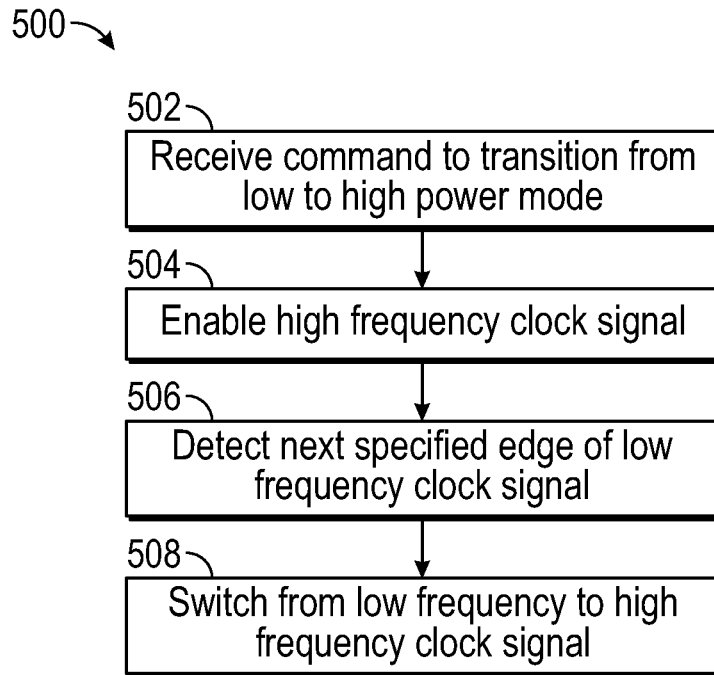 500
502
Receive command to transition from
low to high power mode
504
Enable high frequency clock signal
506
Detect next specified edge of low
frequency clock signal
508
Switch from low frequency to high
frequency clock signal